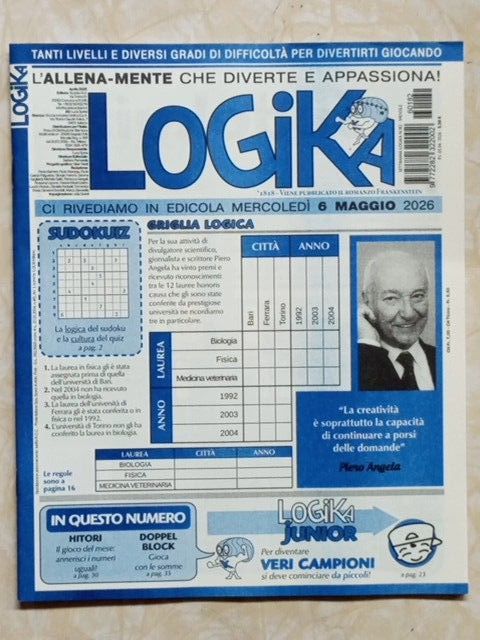 TANTI LIVELLI E DIVERSI GRADI DI DIFFICOLTÀ PER DIVERTIRTI GIOCANDO
LOGIKA
L'ALLENA-MENTE CHE DIVERTE E APPASSIONA!
LOGiKA
1818 - VIENE PUBBLICATO IL ROMANZO FRANKENSTEIN
CI RIVEDIAMO IN EDICOLA MERCOLEDÌ 6 MAGGIO 2026
SUDOKUIZ
La logica del sudoku
e la cultura del quiz
a pag. 7
GRIGLIA LOGICA
Per la sua attività di
divulgatore scientifico,
giornalista e scrittore Piero
Angela ha vinto premi e
ricevuto riconoscimenti
tra le 12 lauree honoris
causa che gli sono state
conferite da prestigiose
università ne ricordiamo
tre in particolare.
CITTÀ
ANNO
Bari
Ferrara
Torino
1992
2003
2004
LAUREA
Biologia
Fisica
Medicina veterinaria
ANNO
1992
2003
2004
1. La laurea in fisica gli è stata
assegnata prima di quella
dell'università di Bari.
2. Nel 2004 non ha ricevuto
quella in biologia.
3. La laurea dell'università di
Ferrara gli è stata conferita o in
fisica o nel 1992.
4. L'università di Torino non gli ha
conferito la laurea in biologia.
Le regole
sono a
pagina 16
LAUREA
CITTÀ
ANNO
BIOLOGIA
FISICA
MEDICINA VETERINARIA
"La creatività
è soprattutto la capacità
di continuare a porsi
delle domande"
Piero Angela
IN QUESTO NUMERO
HITORI
Il gioco del mese:
annerisci i numeri
uguali!
a pag. 30
DOPPEL
BLOCK
Gioca
con le somme
a pag. 35
LOGiKA
JUNIOR
Per diventare
VERI CAMPIONI
si deve cominciare da piccoli!
a pag. 23